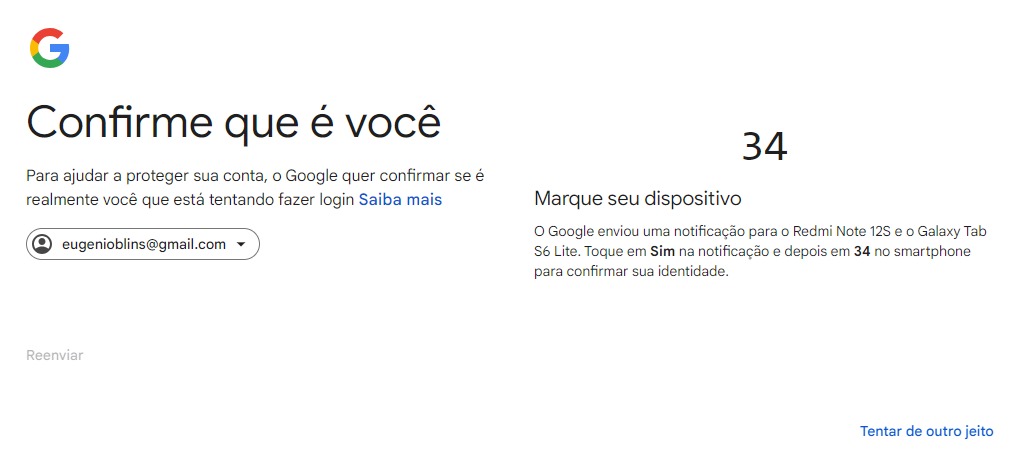 Confirme que é você
Para ajudar a proteger sua conta, o Google quer confirmar se é
realmente você que está tentando fazer login Saiba mais
eugenioblins@gmail.com
Reenviar
34
Marque seu dispositivo
O Google enviou uma notificação para o Redmi Note 12S e o Galaxy Tab
S6 Lite. Toque em Sim na notificação e depois em 34 no smartphone
para confirmar sua identidade.
Tentar de outro jeito